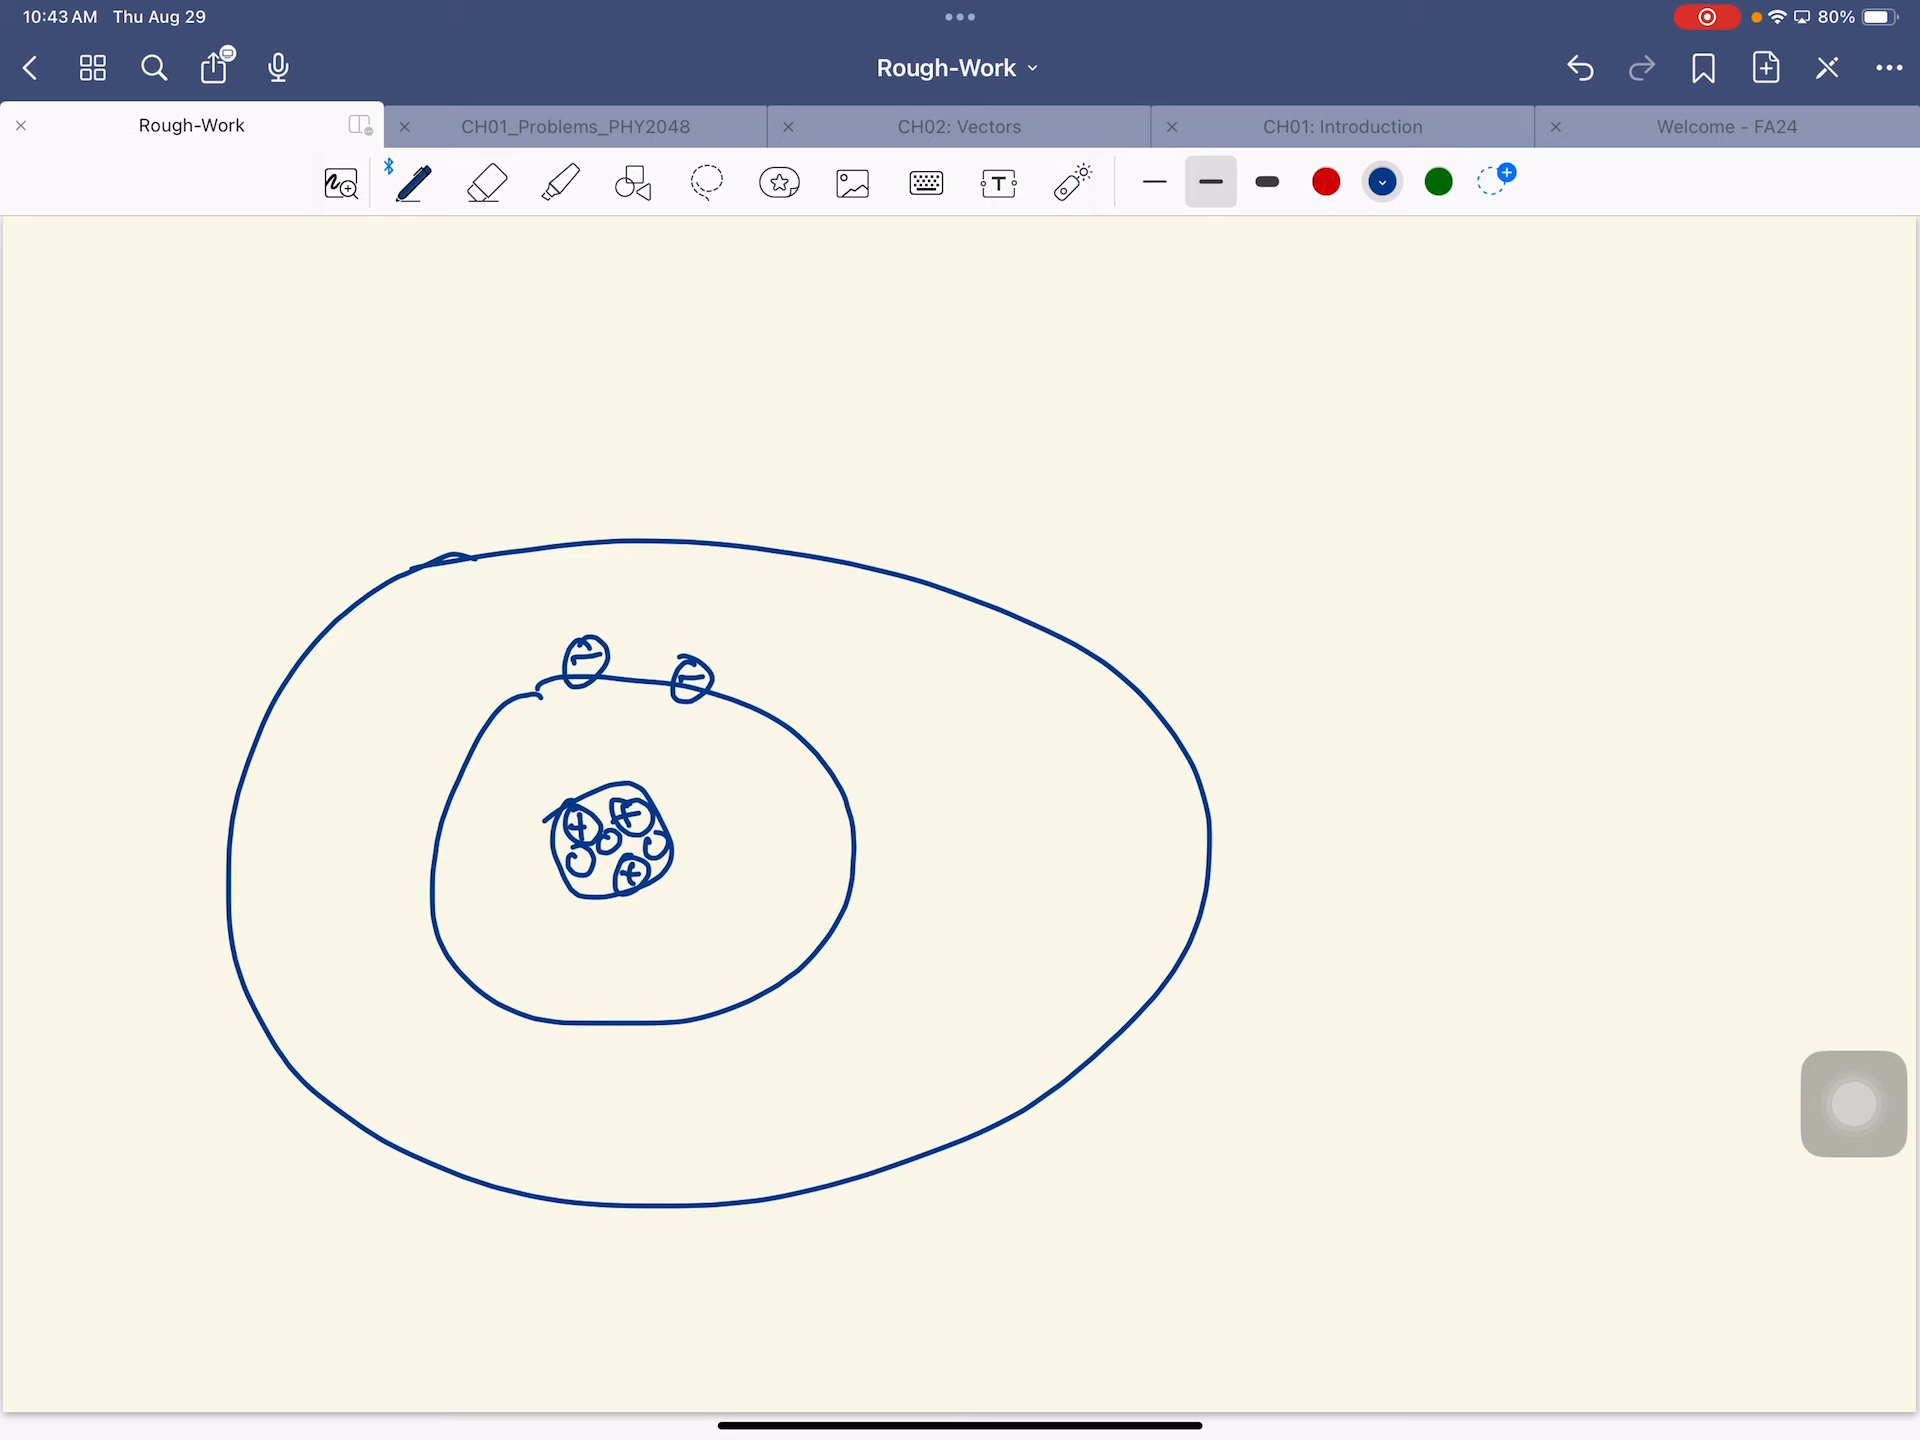 10:43 AM Thu Aug 29 80%
Rough-Work
Rough-Work CH01_Problems_PHY2048 CH02: Vectors CH01: Introduction Welcome - FA24
T
− −
+ +
+